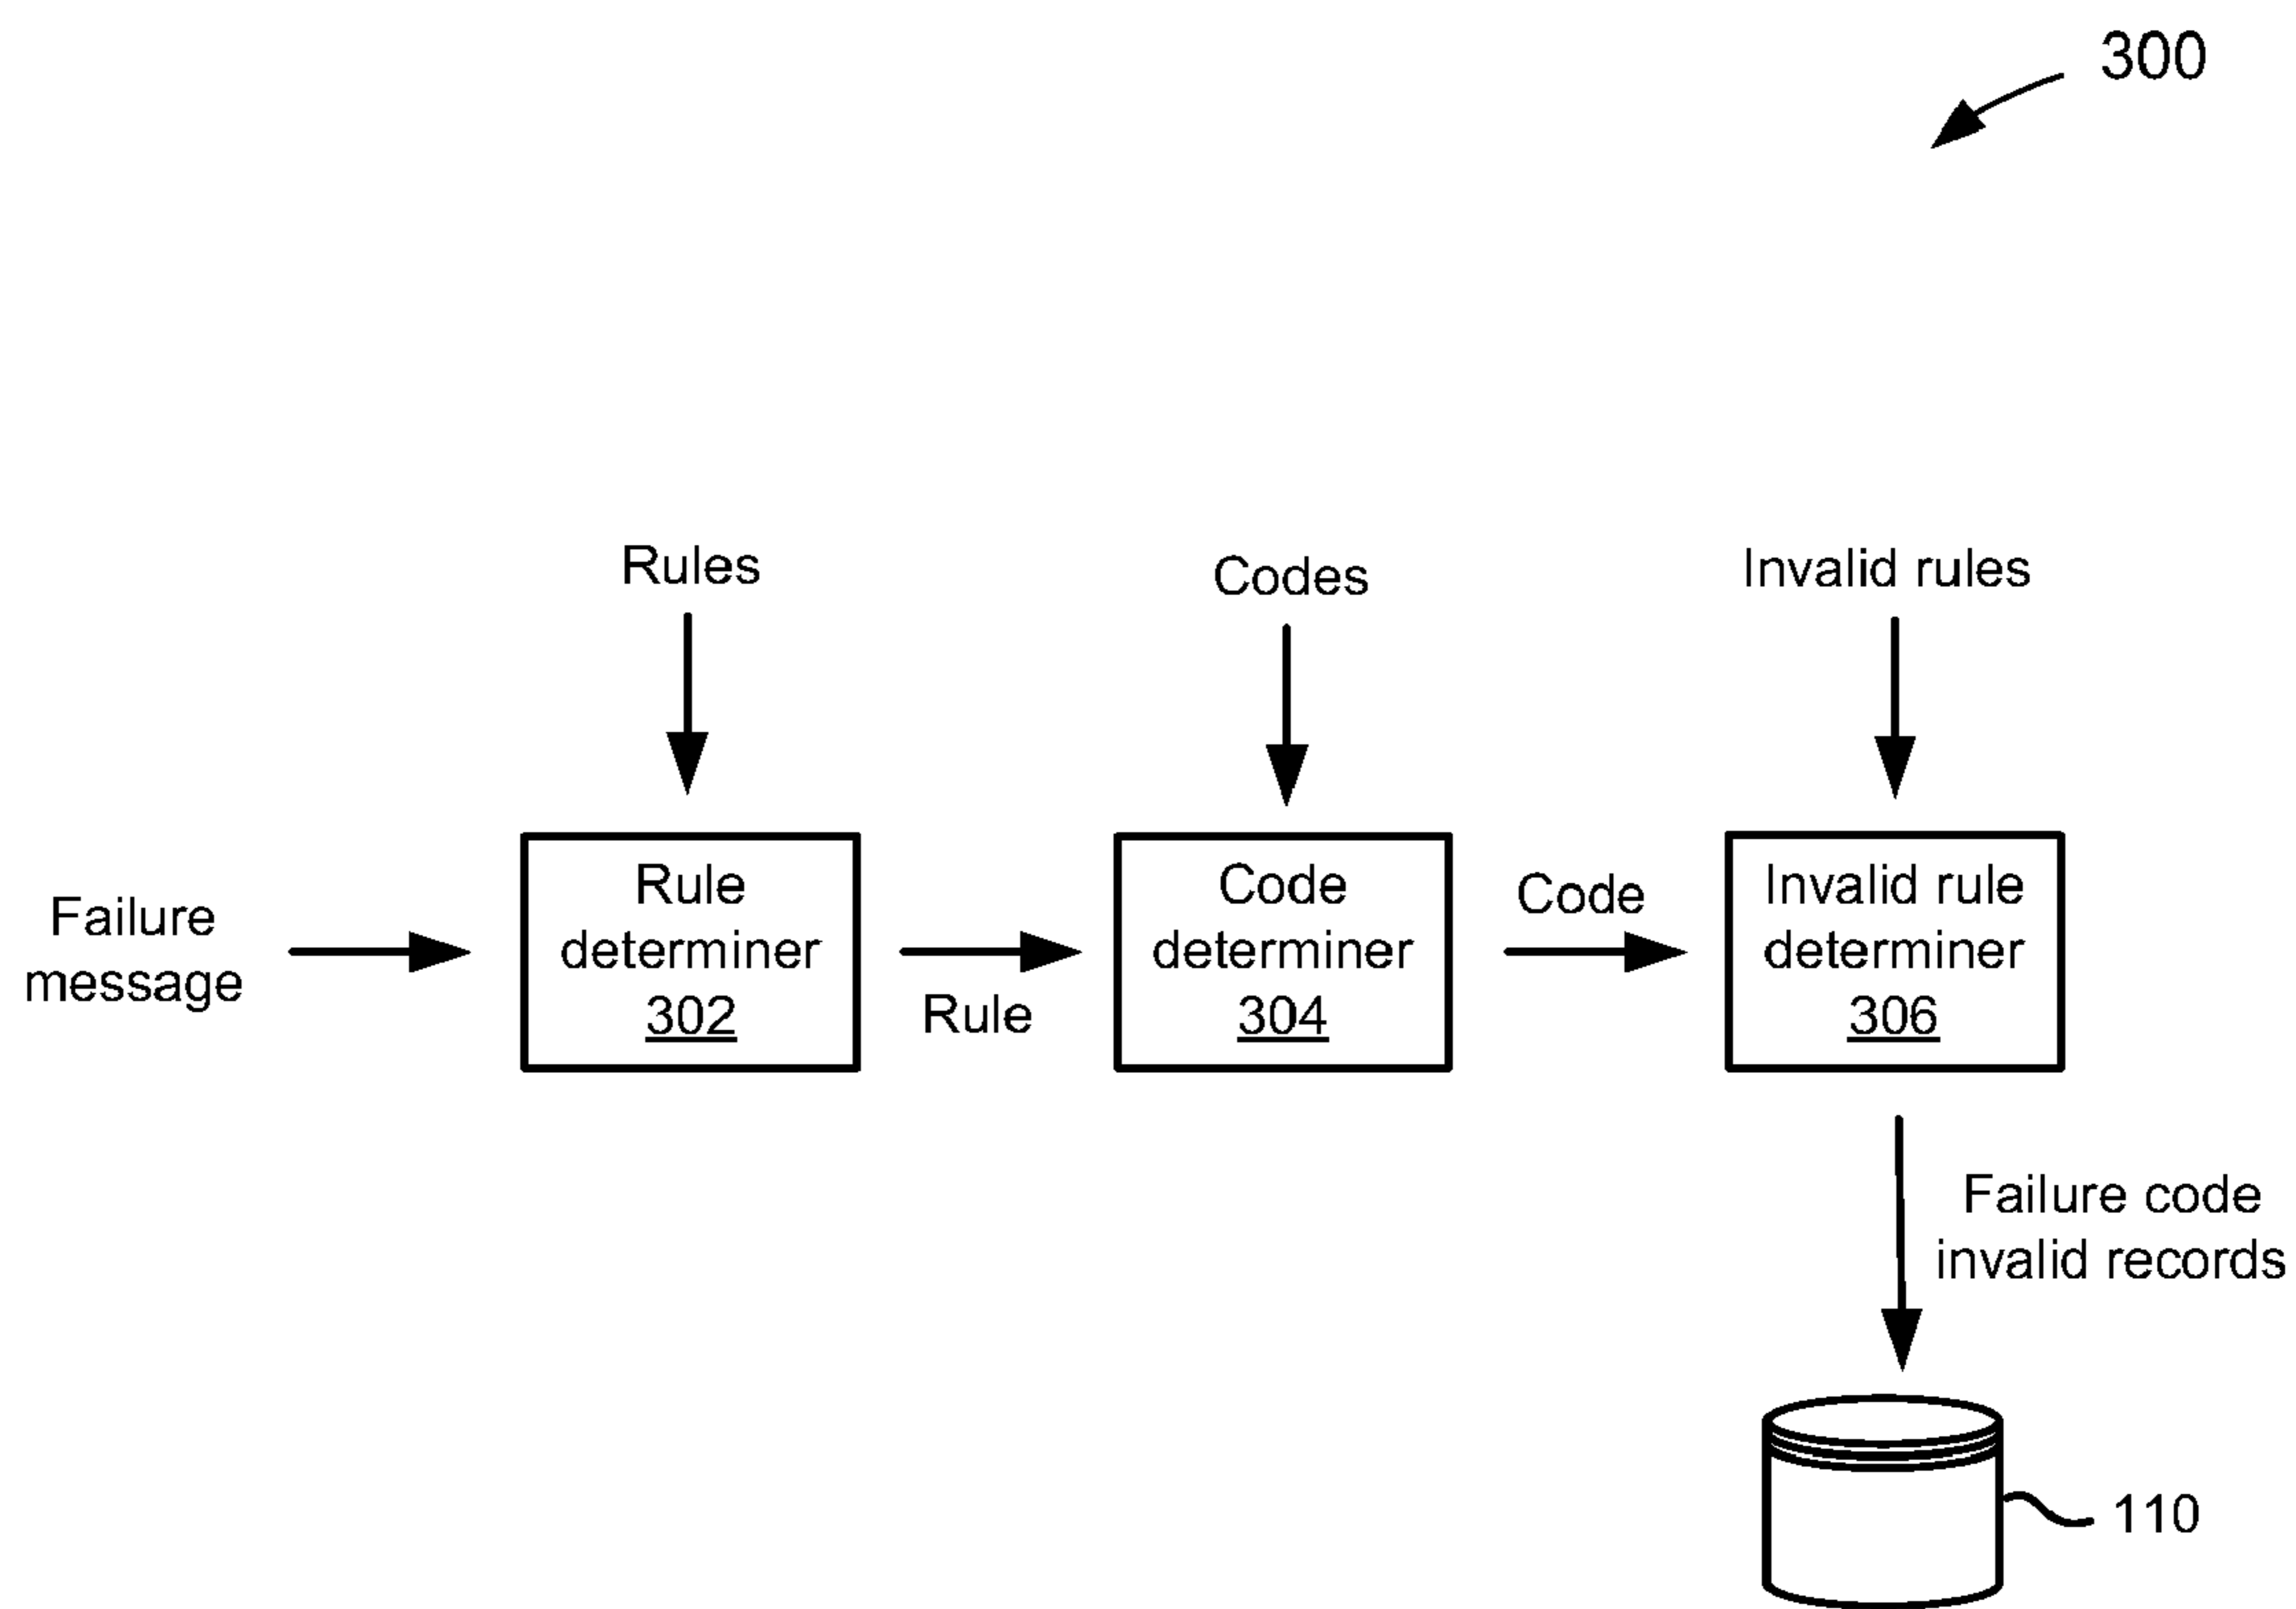 300
Rules
Codes
Invalid rules
Failure
message
Rule
determiner
302
Rule
Code
determiner
304
Code
Invalid rule
determiner
306
Failure code
invalid records
110